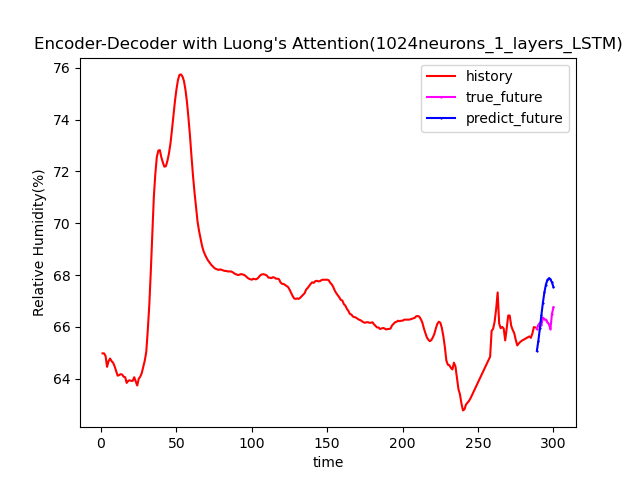 Encoder-Decoder with Luong's Attention(1024neurons_1_layers_LSTM)
history
true_future
predict_future
Relative Humidity(%)
76
74
72
70
68
66
64
0 50 100 150 200 250 300
time